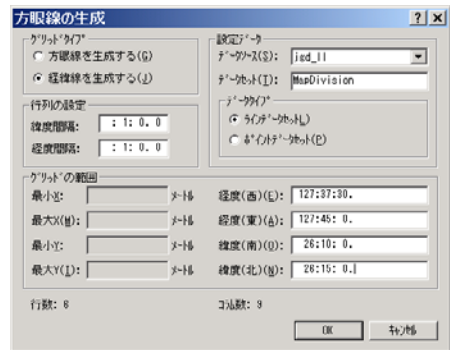 方眼線の生成
グリッドタイプ
方眼線を生成する(G)
経緯線を生成する(J)
行列の設定
緯度間隔: : 1: 0. 0
経度間隔: : 1: 0. 0
設定データ
データソース(S): jsd_ll
データセット(T): MapDivision
データタイプ
ラインデータセット(L)
ポイントデータセット(P)
グリッドの範囲
最小X: メートル 経度(西)(E): 127:37:30.
最大X(M): メートル 経度(東)(A): 127:45: 0.
最小Y: メートル 緯度(南)(O): 26:10: 0.
最大Y(I): メートル 緯度(北)(N): 26:15: 0.
行数: 6 コラム数: 9
OK キャンセル